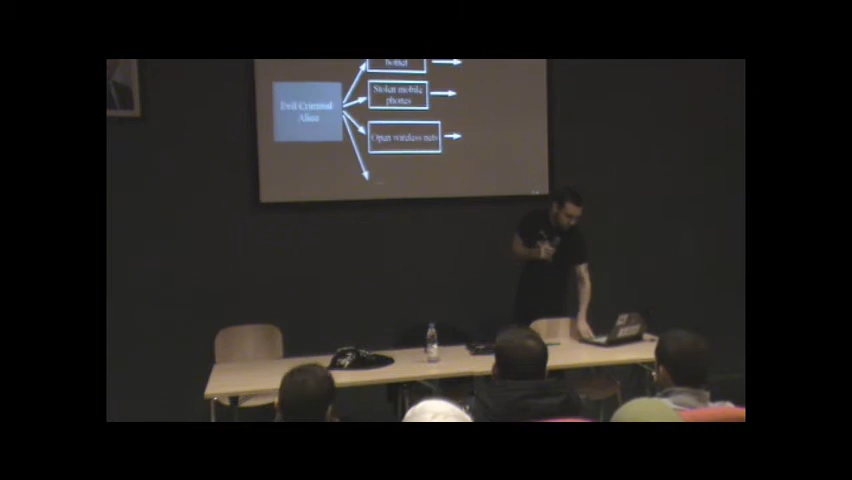 botnet
Stolen mobile
phones
Evil Criminal
Alice
Open wireless nets